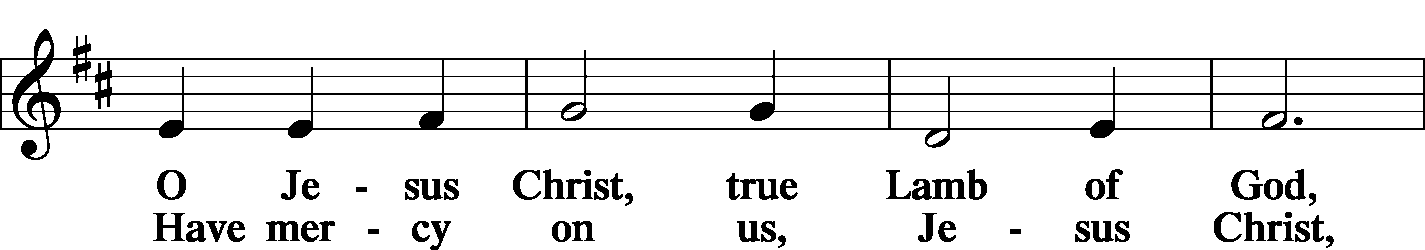 O Je - sus Christ, true Lamb of God,
Have mer - cy on us, Je - sus Christ,